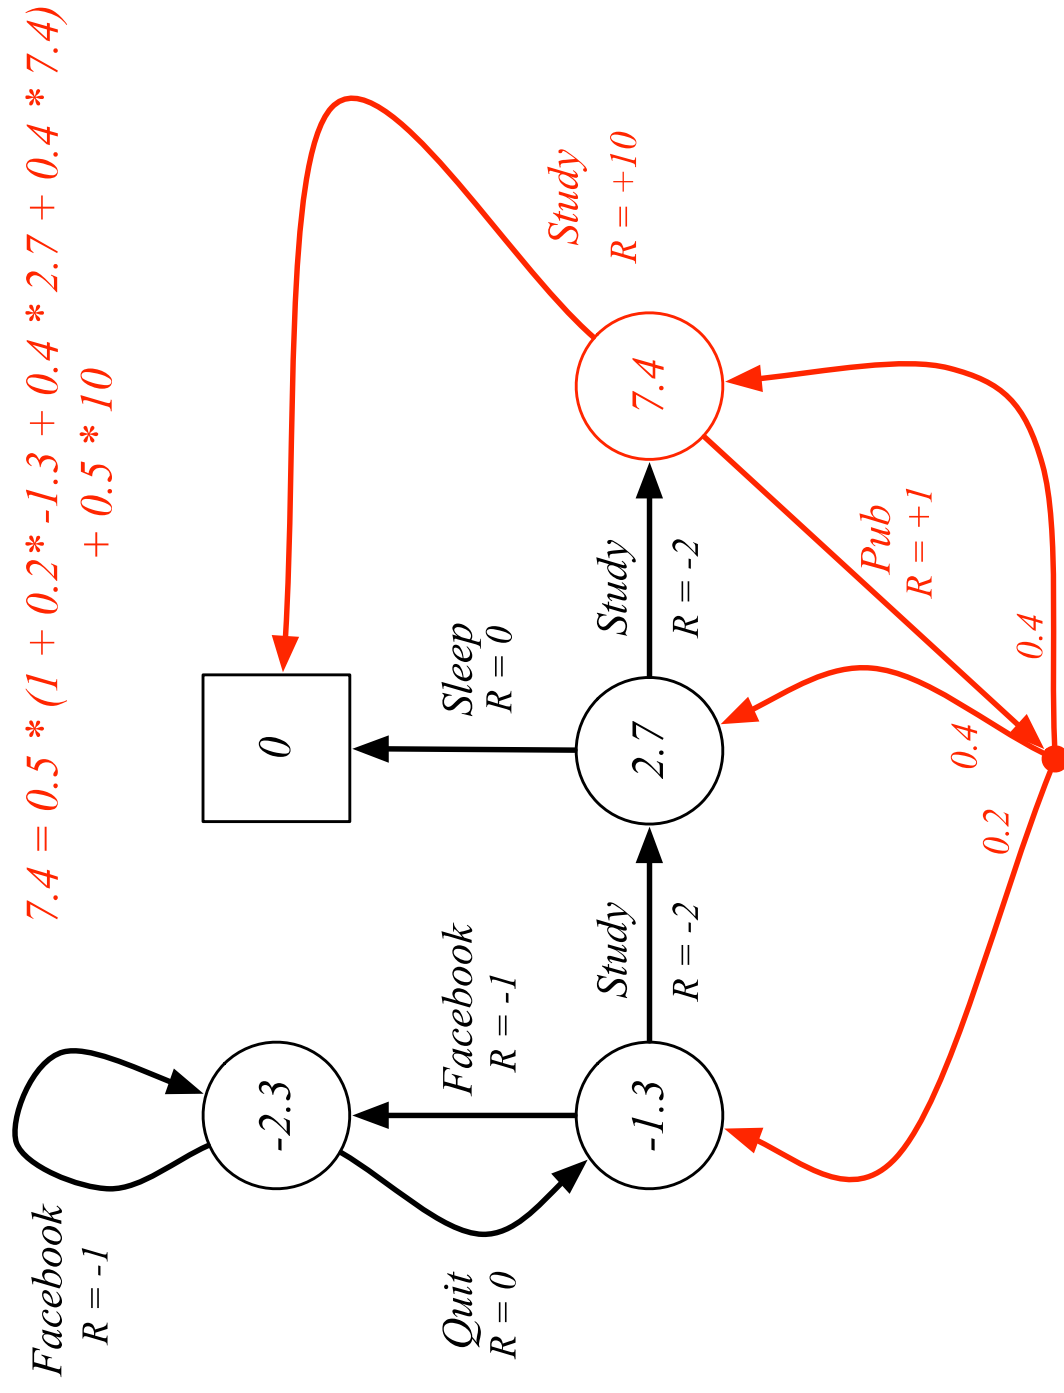 7.4 = 0.5 * (1 + 0.2* -1.3 + 0.4 * 2.7 + 0.4 * 7.4)
+ 0.5 * 10
Facebook
R = -1
-2.3
0
Quit
R = 0
Facebook
R = -1
Sleep
R = 0
Study
R = +10
-1.3
Study
R = -2
2.7
Study
R = -2
7.4
Pub
R = +1
0.2
0.4
0.4